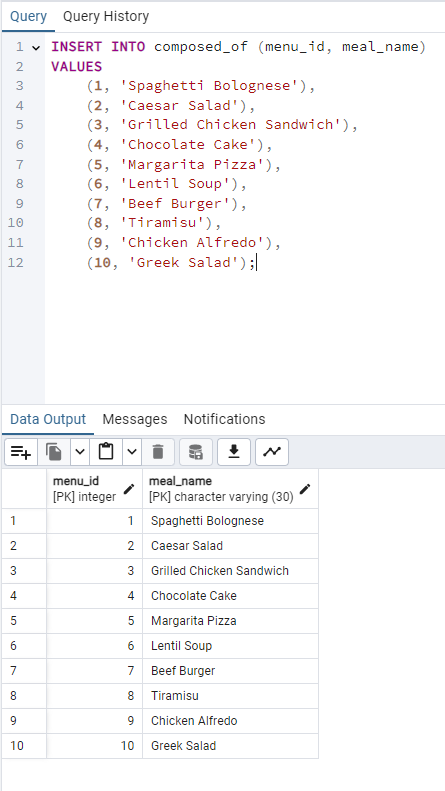 Query Query History
1 INSERT INTO composed_of (menu_id, meal_name)
2 VALUES
3 (1, 'Spaghetti Bolognese'),
4 (2, 'Caesar Salad'),
5 (3, 'Grilled Chicken Sandwich'),
6 (4, 'Chocolate Cake'),
7 (5, 'Margarita Pizza'),
8 (6, 'Lentil Soup'),
9 (7, 'Beef Burger'),
10 (8, 'Tiramisu'),
11 (9, 'Chicken Alfredo'),
12 (10, 'Greek Salad');
Data Output Messages Notifications
menu_id meal_name
[PK] integer [PK] character varying (30)
1 1 Spaghetti Bolognese
2 2 Caesar Salad
3 3 Grilled Chicken Sandwich
4 4 Chocolate Cake
5 5 Margarita Pizza
6 6 Lentil Soup
7 7 Beef Burger
8 8 Tiramisu
9 9 Chicken Alfredo
10 10 Greek Salad